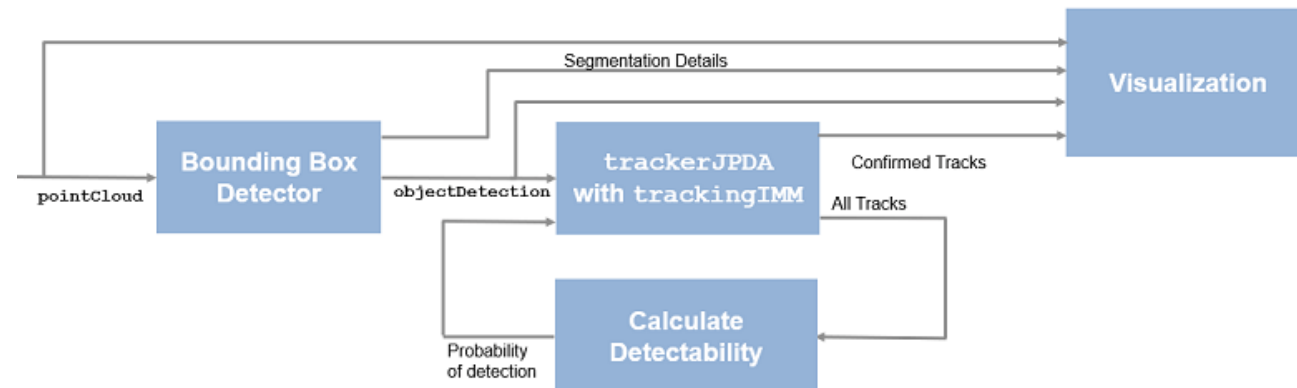 Segmentation Details
Visualization
Bounding Box
Detector
pointCloud
objectDetection
trackerJPDA
with trackingIMM
Confirmed Tracks
All Tracks
Calculate
Detectability
Probability
of detection